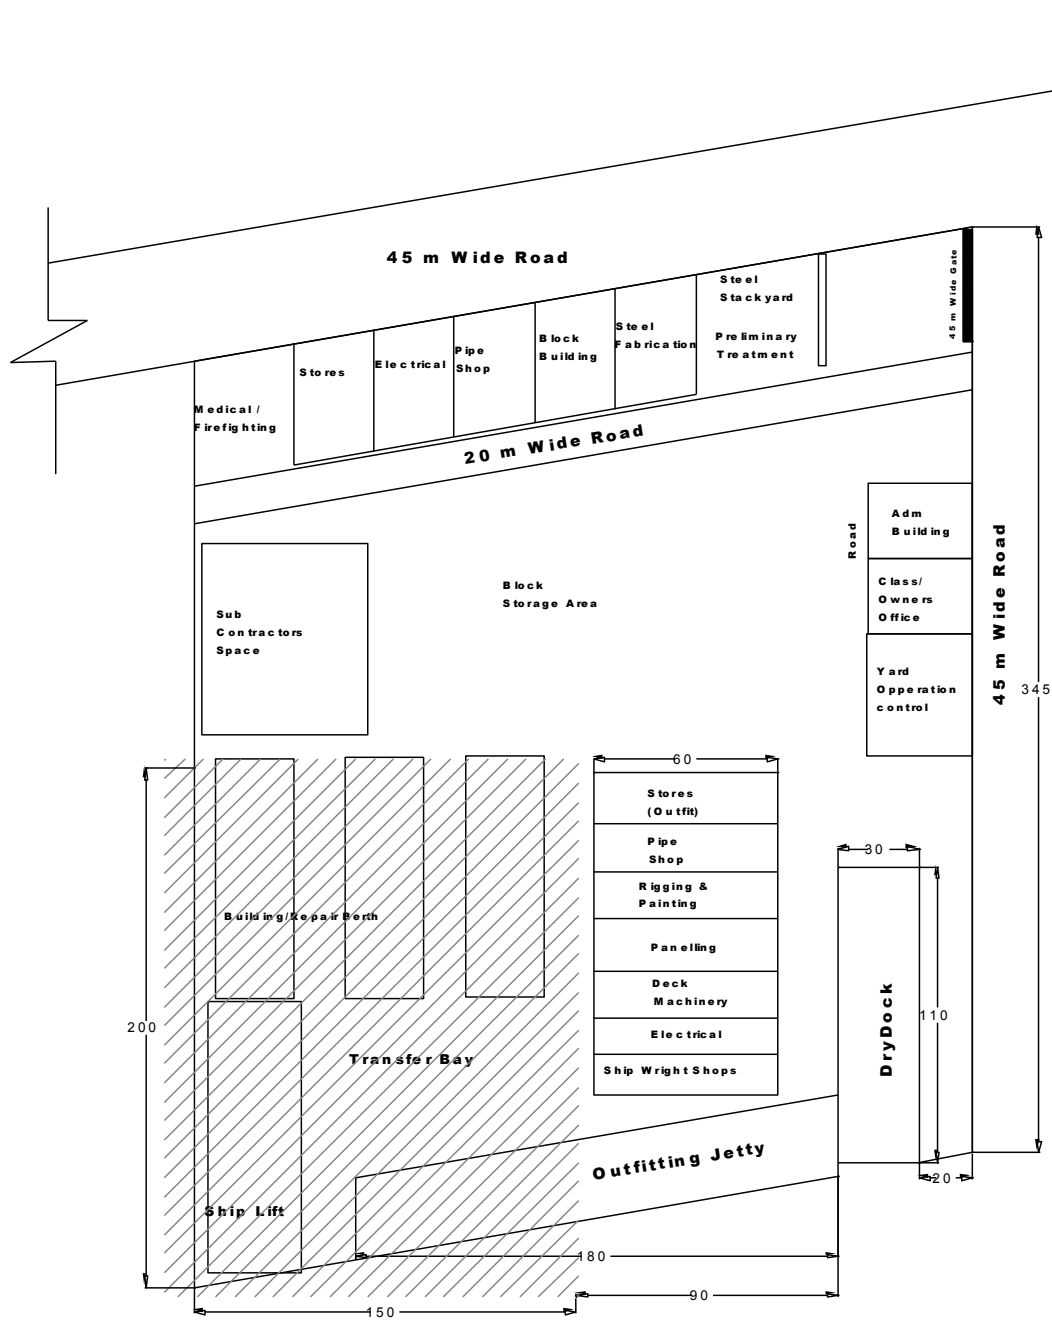 45 m Wide Road
45 m Wide Gate
Steel
Stackyard
Preliminary
Treatment
Steel
Fabrication
Block
Building
Pipe
Shop
Electrical
Stores
Medical /
Firefighting
20 m Wide Road
Adm
Building
Road
Class/
Owners
Office
Yard
Opperation
control
45 m Wide Road
345
Block
Storage Area
Sub
Contractors
Space
60
Stores
(Outfit)
Pipe
Shop
Rigging &
Painting
Panelling
Deck
Machinery
Electrical
Ship Wright Shops
30
110
DryDock
20
Building/Repair Berth
200
Transfer Bay
Outfitting Jetty
Ship Lift
180
90
150